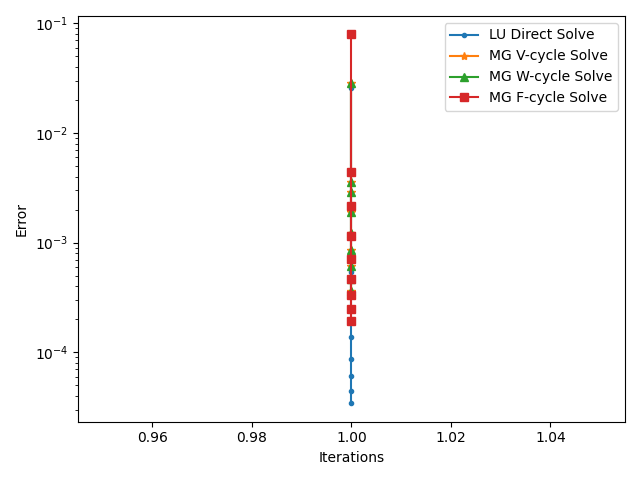 10⁻¹
10⁻²
10⁻³
10⁻⁴
Error
0.96
0.98
1.00
1.02
1.04
Iterations
LU Direct Solve
MG V-cycle Solve
MG W-cycle Solve
MG F-cycle Solve